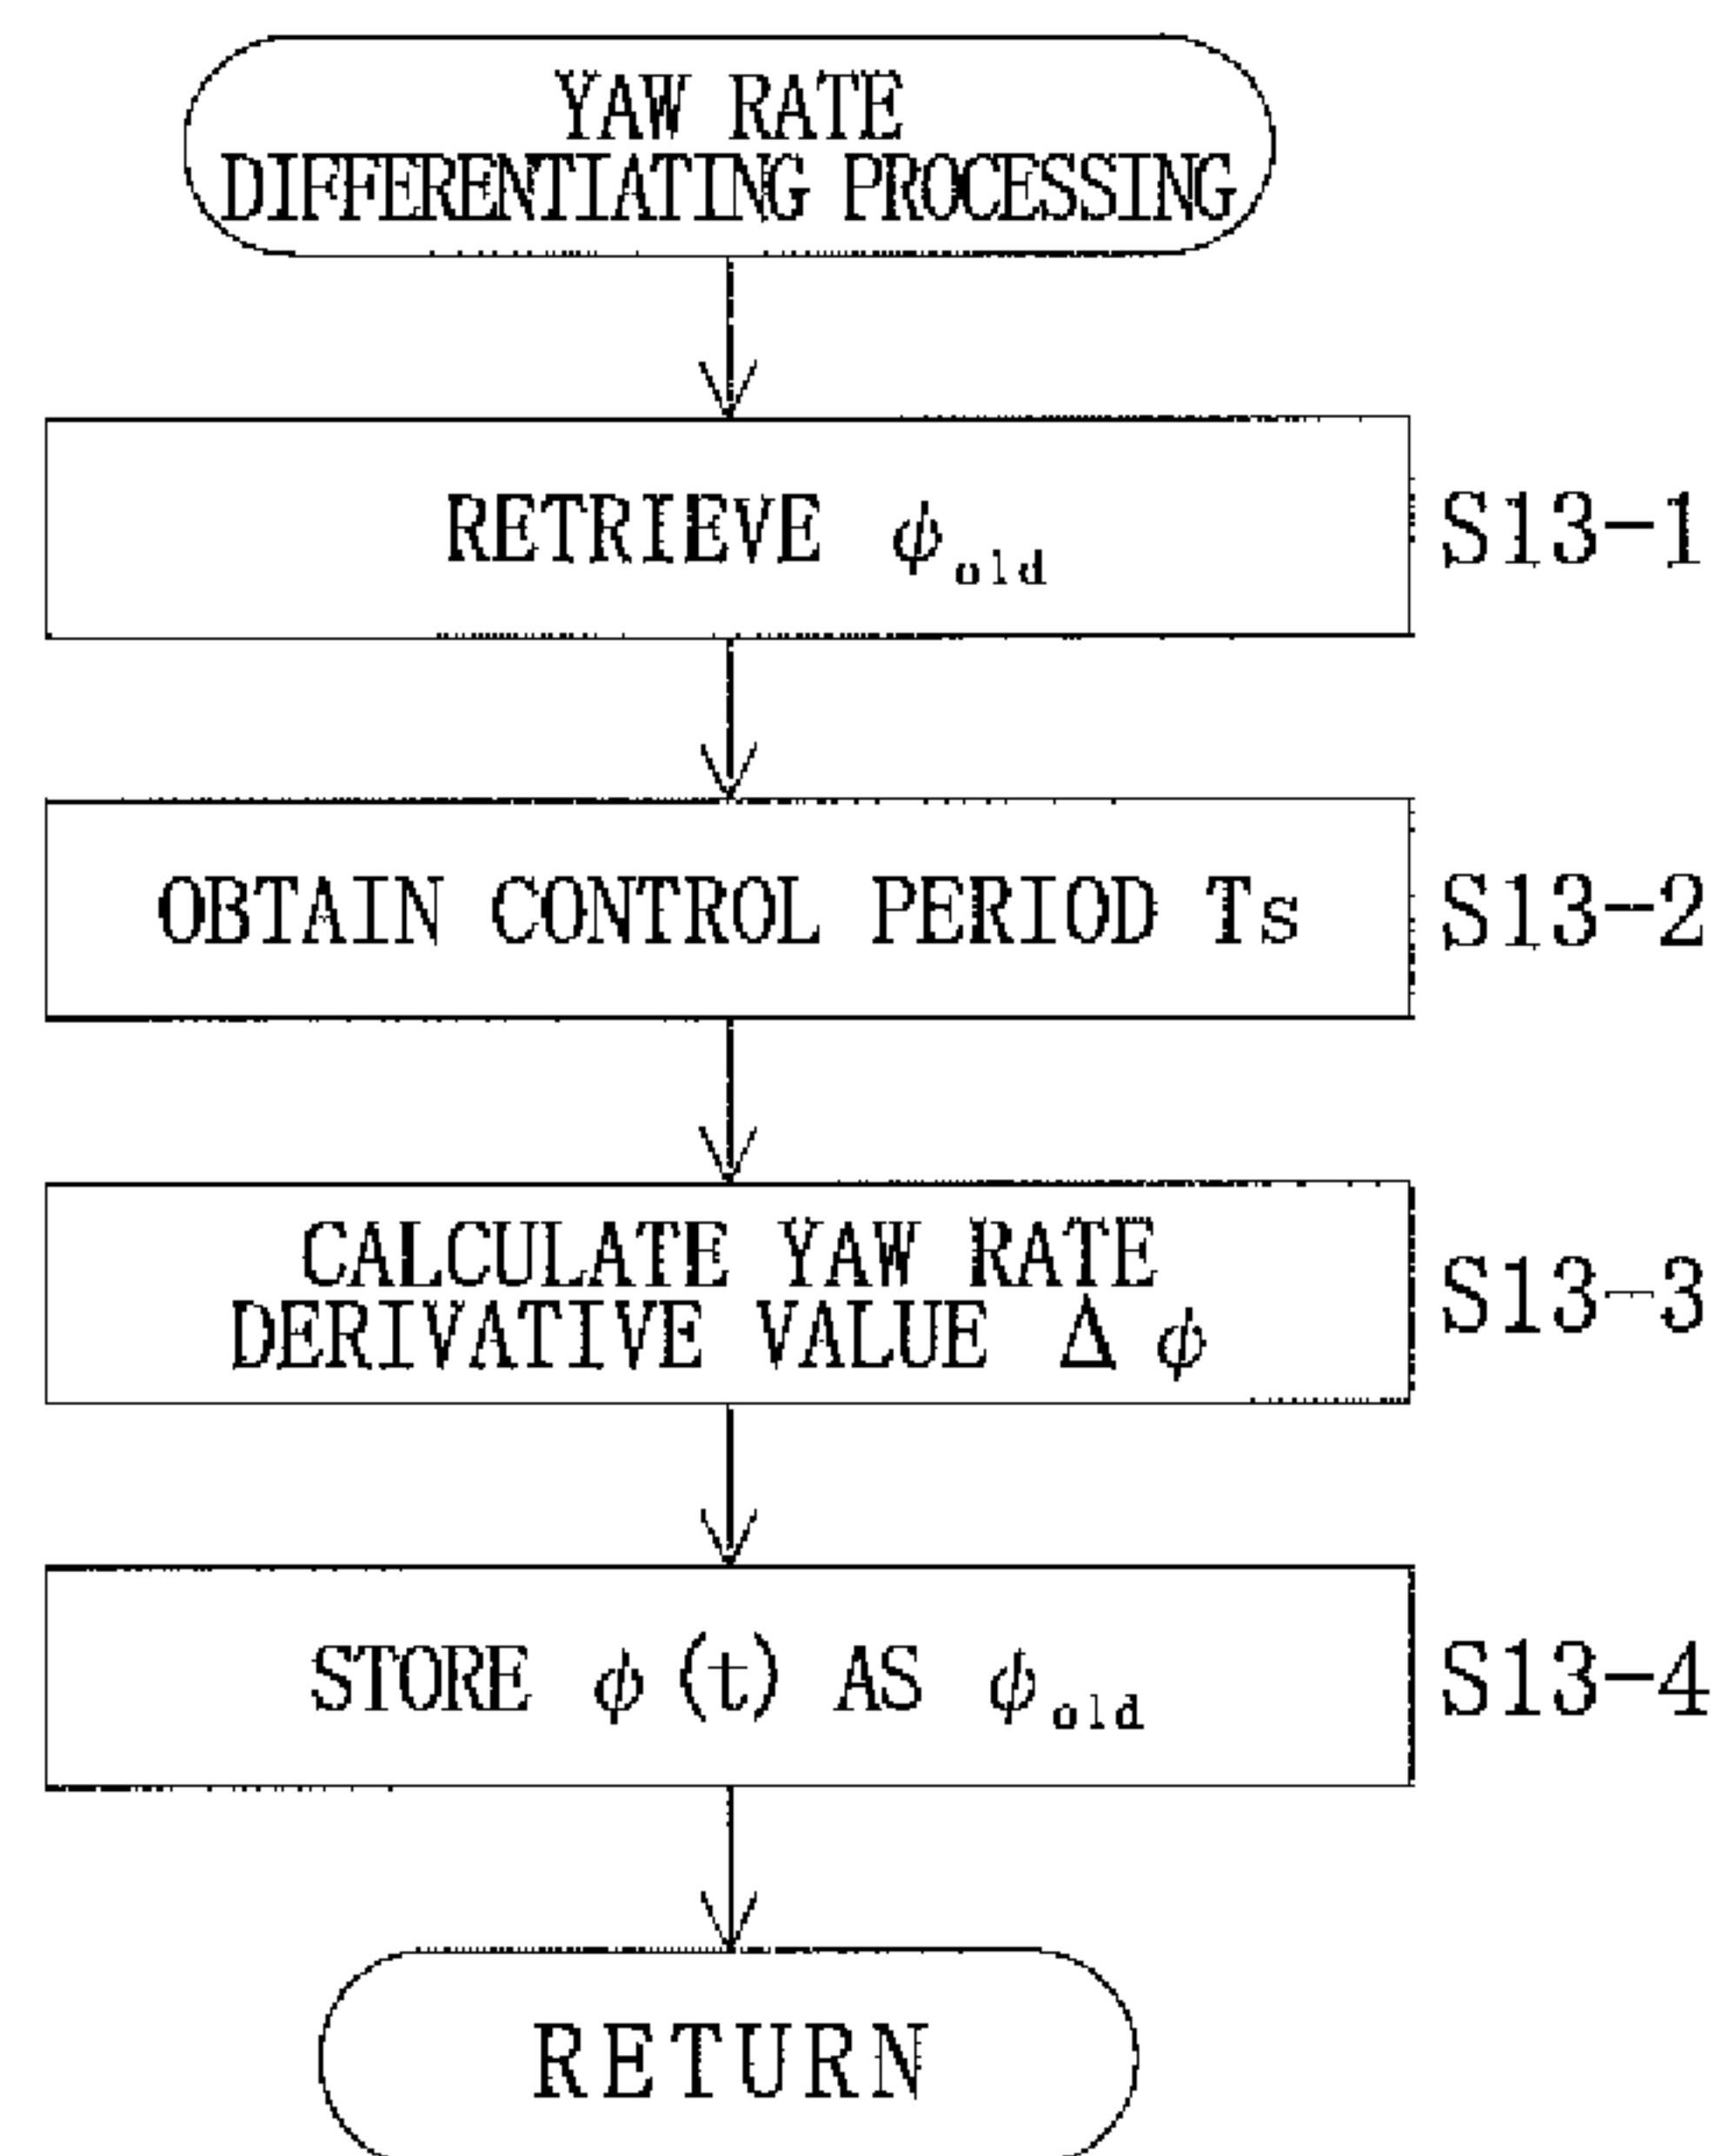 YAW RATE
DIFFERENTIATING PROCESSING
RETRIEVE ϕold
S13-1
OBTAIN CONTROL PERIOD Ts
S13-2
CALCULATE YAW RATE
DERIVATIVE VALUE Δϕ
S13-3
STORE ϕ(t) AS ϕold
S13-4
RETURN